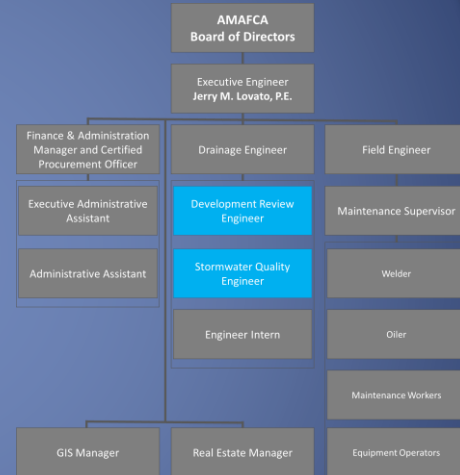 AMAFCA
Board of Directors
Executive Engineer
Jerry M. Lovato, P.E.
Finance & Administration
Manager and Certified
Procurement Officer
Drainage Engineer
Field Engineer
Executive Administrative
Assistant
Development Review
Engineer
Maintenance Supervisor
Administrative Assistant
Stormwater Quality
Engineer
Welder
Engineer Intern
Oiler
Maintenance Workers
GIS Manager
Real Estate Manager
Equipment Operators